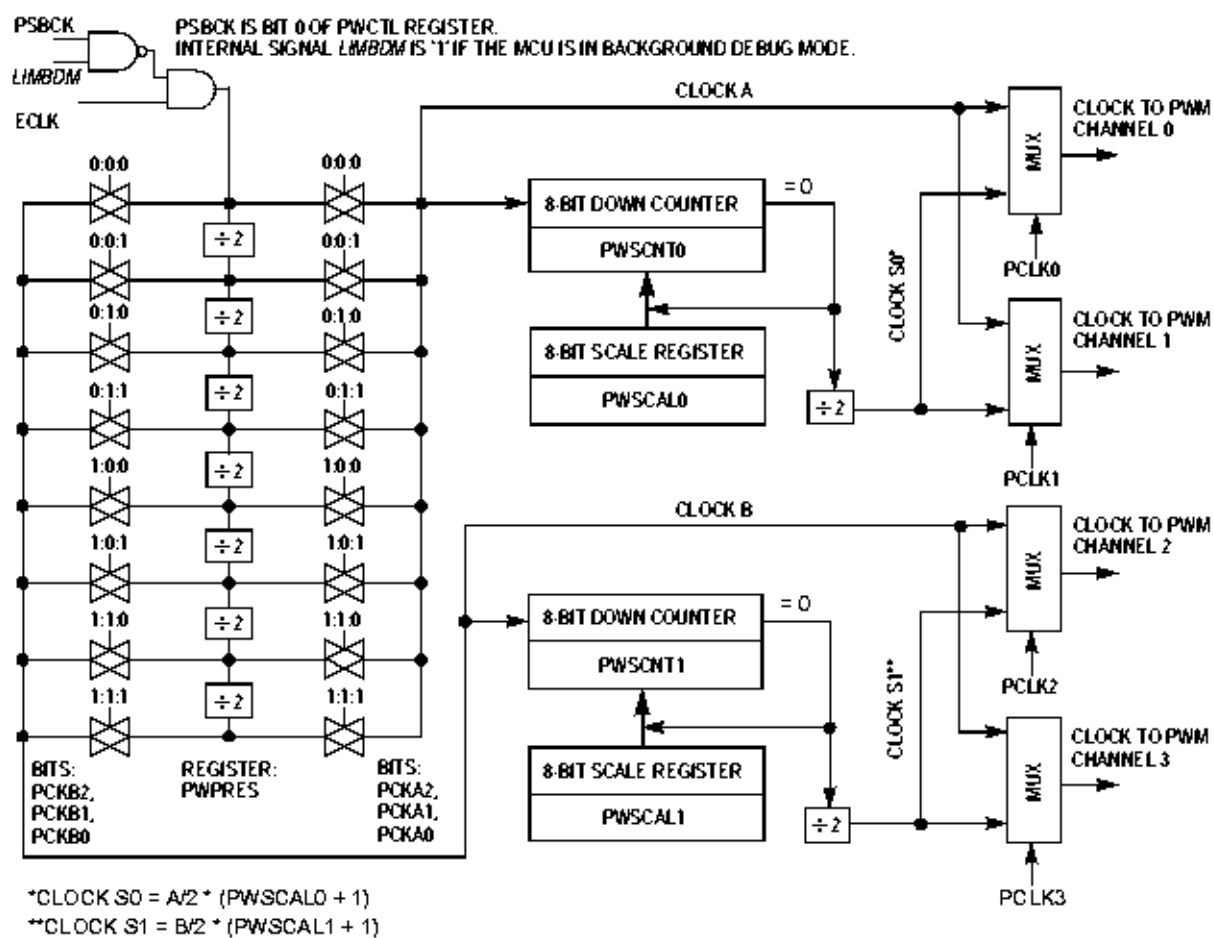 PSBCK
PSBCK IS BIT 0 OF PWCTL REGISTER.
INTERNAL SIGNAL LIMBDM IS '1' IF THE MCU IS IN BACKGROUND DEBUG MODE.
LIMBDM
ECLK
CLOCK A
CLOCK TO PWM
CHANNEL 0
MUX
PCLK0
0:0:0
0:0:0
8-BIT DOWN COUNTER
= 0
PWSCNT0
÷ 2
0:0:1
0:0:1
CLOCK S0*
÷ 2
0:1:0
0:1:0
8-BIT SCALE REGISTER
PWSCAL0
÷ 2
CLOCK TO PWM
CHANNEL 1
MUX
PCLK1
÷ 2
0:1:1
0:1:1
÷ 2
1:0:0
1:0:0
CLOCK B
CLOCK TO PWM
CHANNEL 2
MUX
PCLK2
÷ 2
1:0:1
1:0:1
8-BIT DOWN COUNTER
= 0
PWSCNT1
÷ 2
1:1:0
1:1:0
CLOCK S1**
÷ 2
1:1:1
1:1:1
8-BIT SCALE REGISTER
PWSCAL1
÷ 2
CLOCK TO PWM
CHANNEL 3
MUX
PCLK3
BITS:
PCKB2,
PCKB1,
PCKB0
REGISTER:
PWPRES
BITS:
PCKA2,
PCKA1,
PCKA0
*CLOCK S0 = A/2 * (PWSCAL0 + 1)
**CLOCK S1 = B/2 * (PWSCAL1 + 1)